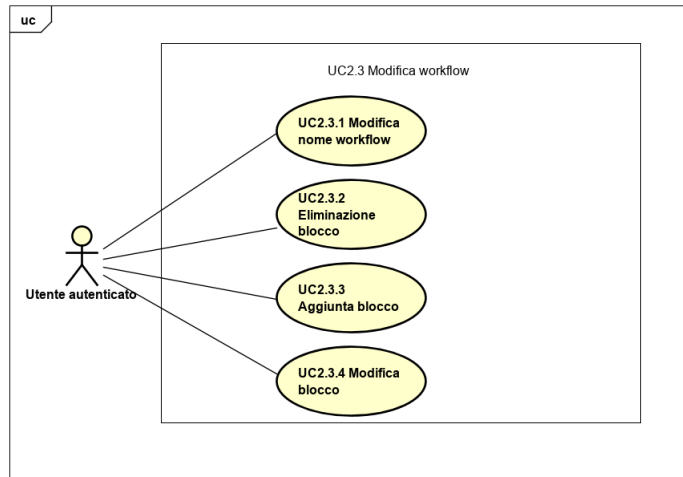 uc
UC2.3 Modifica workflow
UC2.3.1 Modifica
nome workflow
UC2.3.2
Eliminazione
blocco
UC2.3.3
Aggiunta blocco
UC2.3.4 Modifica
blocco
Utente autenticato